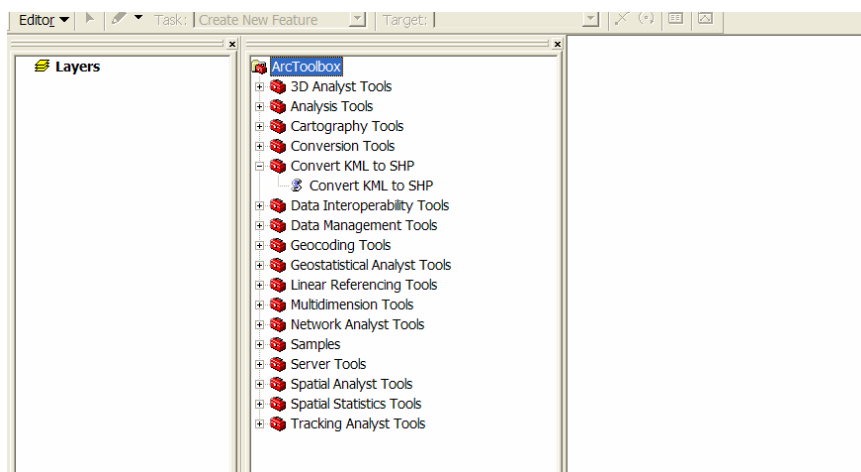 Editor Task: Create New Feature Target:
Layers
ArcToolbox
3D Analyst Tools
Analysis Tools
Cartography Tools
Conversion Tools
Convert KML to SHP
Convert KML to SHP
Data Interoperability Tools
Data Management Tools
Geocoding Tools
Geostatistical Analyst Tools
Linear Referencing Tools
Multidimension Tools
Network Analyst Tools
Samples
Server Tools
Spatial Analyst Tools
Spatial Statistics Tools
Tracking Analyst Tools